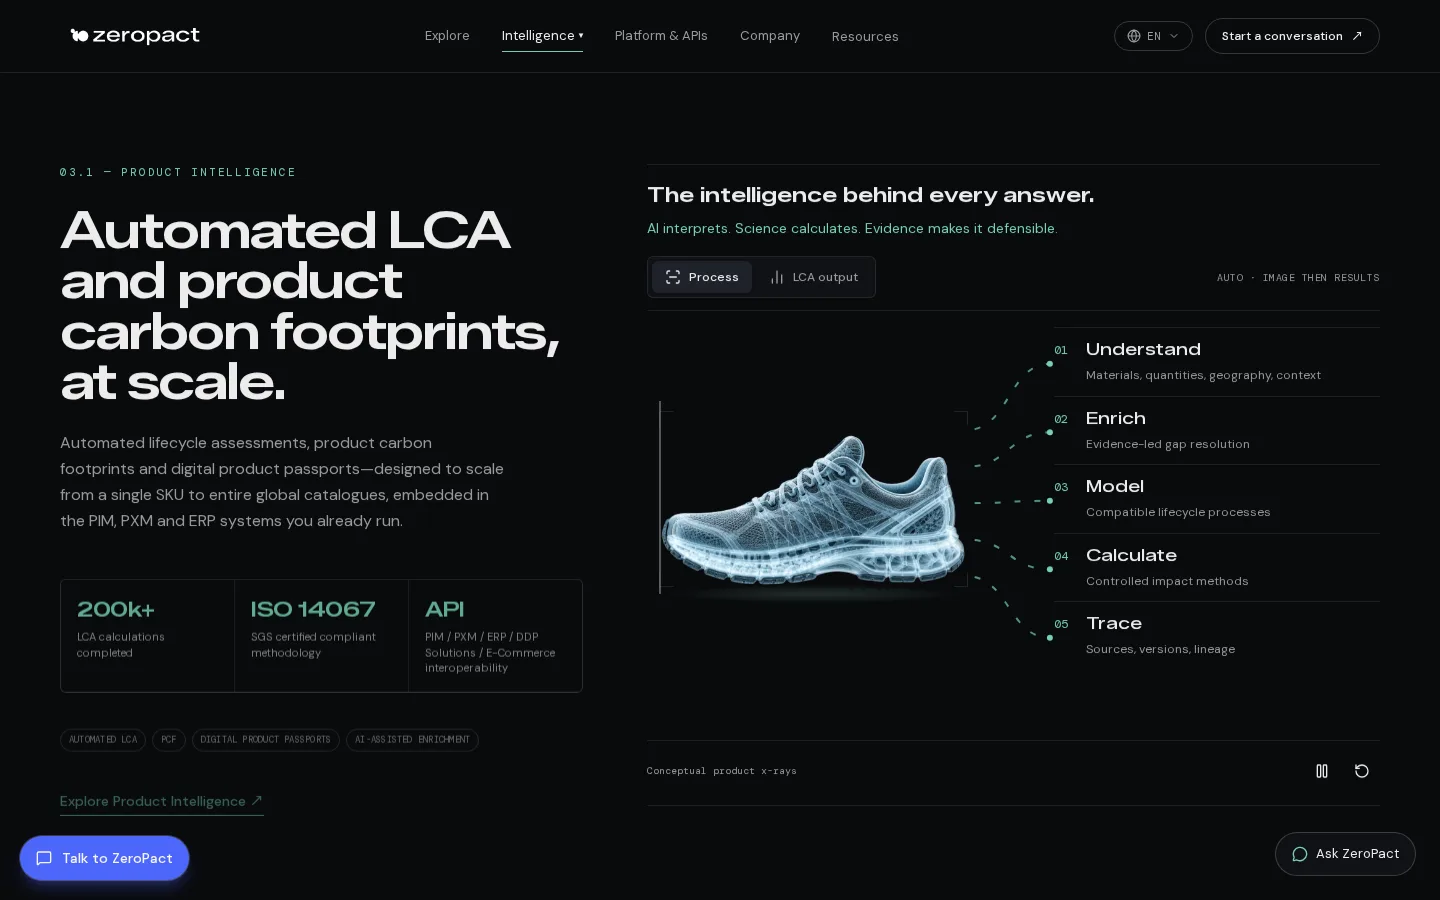 zeropact
Explore
Intelligence ▾
Platform & APIs
Company
Resources
EN
Start a conversation ↗
03.1 — PRODUCT INTELLIGENCE
Automated LCA
and product
carbon footprints,
at scale.
Automated lifecycle assessments, product carbon
footprints and digital product passports—designed to scale
from a single SKU to entire global catalogues, embedded in
the PIM, PXM and ERP systems you already run.
200k+
LCA calculations
completed
ISO 14067
SGS certified compliant
methodology
API
PIM / PXM / ERP / DDP
Solutions / E-Commerce
interoperability
AUTOMATED LCA
PCF
DIGITAL PRODUCT PASSPORTS
AI-ASSISTED ENRICHMENT
Explore Product Intelligence ↗
Talk to ZeroPact
The intelligence behind every answer.
AI interprets. Science calculates. Evidence makes it defensible.
Process
LCA output
AUTO · IMAGE THEN RESULTS
01 Understand
Materials, quantities, geography, context
02 Enrich
Evidence-led gap resolution
03 Model
Compatible lifecycle processes
04 Calculate
Controlled impact methods
05 Trace
Sources, versions, lineage
Conceptual product x-rays
Ask ZeroPact